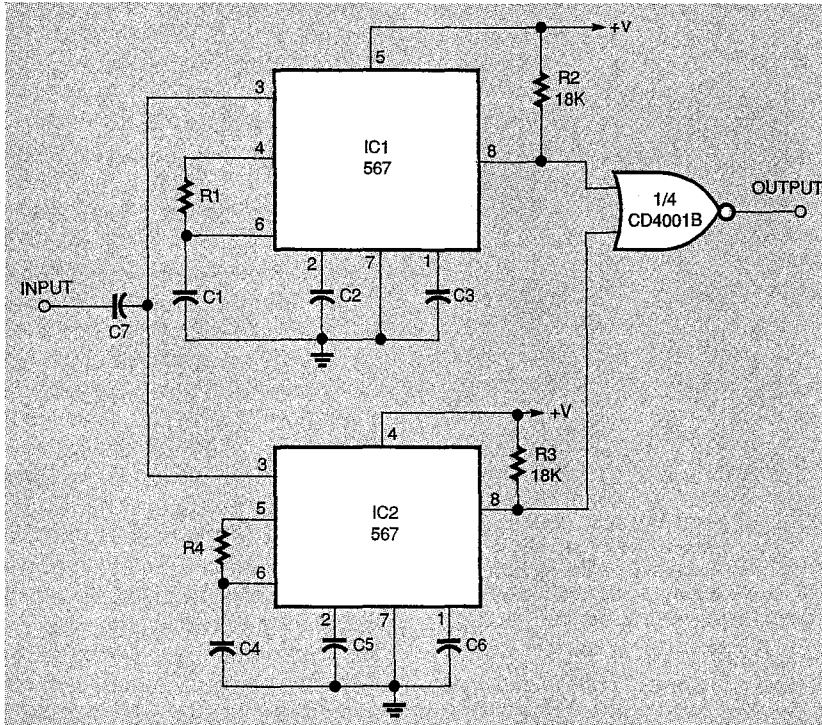 +V
5
3
R2
18K
IC1
567
4
8
R1
1/4
CD4001B
OUTPUT
6
2
7
1
INPUT
C1
C2
C3
C7
+V
4
R3
18K
3
IC2
567
8
5
R4
6
2
7
1
C4
C5
C6